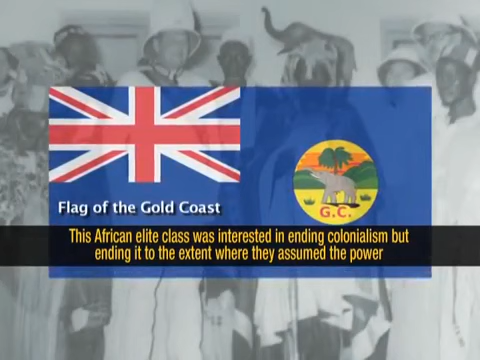 G.C.
Flag of the Gold Coast
This African elite class was interested in ending colonialism but
ending it to the extent where they assumed the power